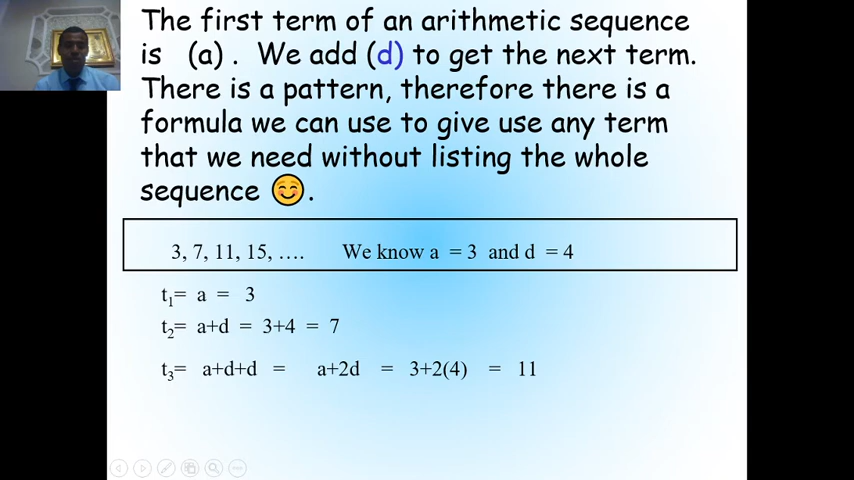 The first term of an arithmetic sequence
is (a) . We add (d) to get the next term.
There is a pattern, therefore there is a
formula we can use to give use any term
that we need without listing the whole
sequence 😊.
3, 7, 11, 15, …. We know a = 3 and d = 4
t₁= a = 3
t₂= a+d = 3+4 = 7
t₃= a+d+d = a+2d = 3+2(4) = 11